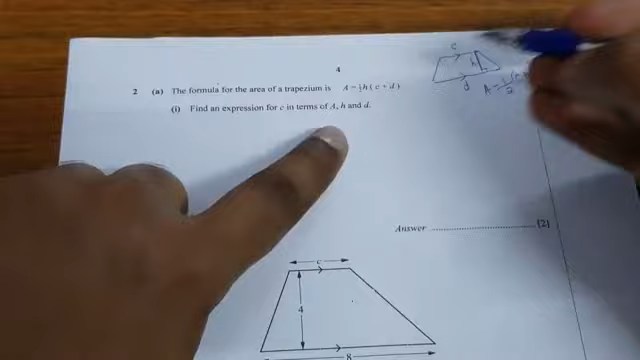 4
2 (a) The formula for the area of a trapezium is A = ½h(c + d)
(i) Find an expression for c in terms of A, h and d.
c
h
d
A =
Answer ........................ [2]
c
4
8